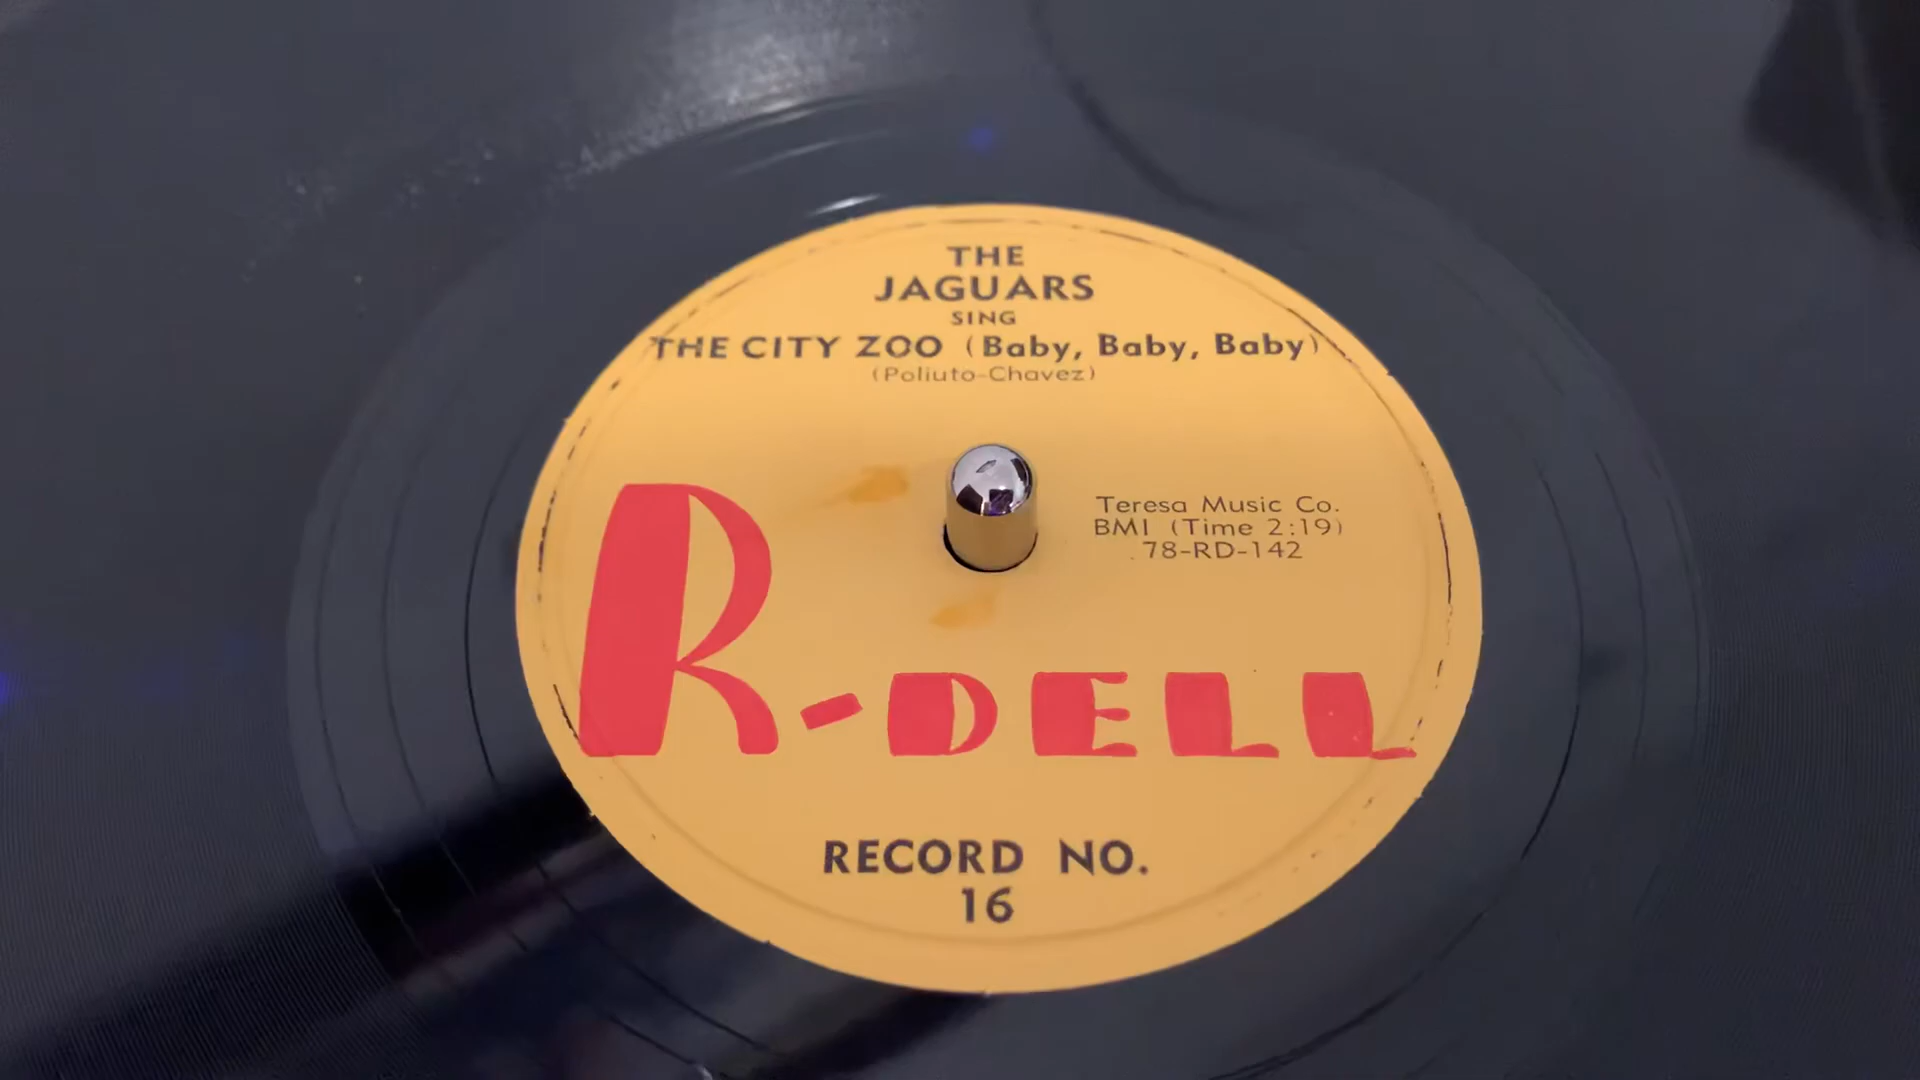 THE
JAGUARS
SING
THE CITY ZOO (Baby, Baby, Baby)
(Poliuto-Chavez)
Teresa Music Co.
BMI (Time 2:19)
78-RD-142
R-DELL
RECORD NO.
16